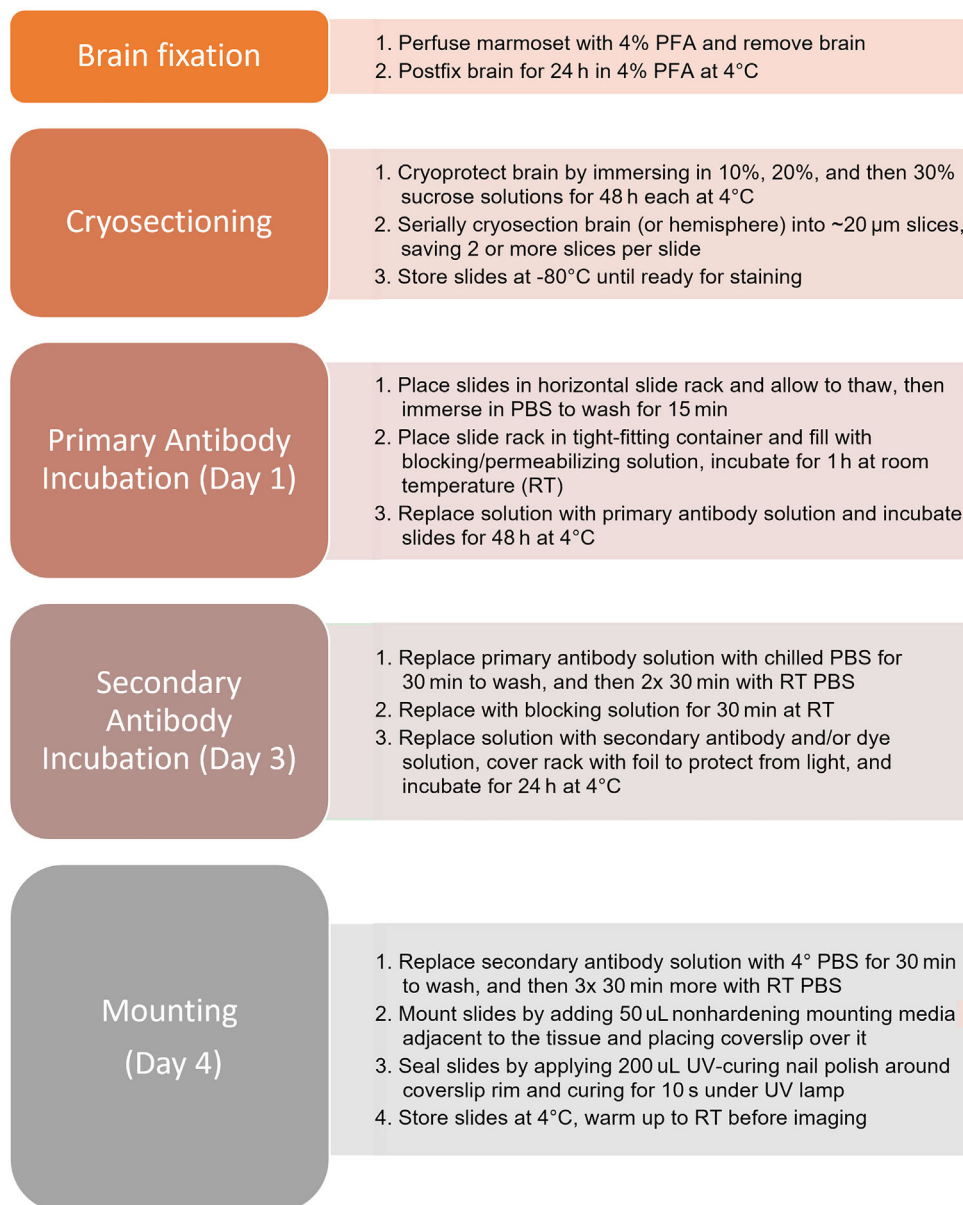 Brain fixation
1. Perfuse marmoset with 4% PFA and remove brain
2. Postfix brain for 24 h in 4% PFA at 4°C
Cryosectioning
1. Cryoprotect brain by immersing in 10%, 20%, and then 30%
sucrose solutions for 48 h each at 4°C
2. Serially cryosection brain (or hemisphere) into ~20 µm slices,
saving 2 or more slices per slide
3. Store slides at -80°C until ready for staining
Primary Antibody
Incubation (Day 1)
1. Place slides in horizontal slide rack and allow to thaw, then
immerse in PBS to wash for 15 min
2. Place slide rack in tight-fitting container and fill with
blocking/permeabilizing solution, incubate for 1 h at room
temperature (RT)
3. Replace solution with primary antibody solution and incubate
slides for 48 h at 4°C
Secondary
Antibody
Incubation (Day 3)
1. Replace primary antibody solution with chilled PBS for
30 min to wash, and then 2x 30 min with RT PBS
2. Replace with blocking solution for 30 min at RT
3. Replace solution with secondary antibody and/or dye
solution, cover rack with foil to protect from light, and
incubate for 24 h at 4°C
Mounting
(Day 4)
1. Replace secondary antibody solution with 4° PBS for 30 min
to wash, and then 3x 30 min more with RT PBS
2. Mount slides by adding 50 uL nonhardening mounting media
adjacent to the tissue and placing coverslip over it
3. Seal slides by applying 200 uL UV-curing nail polish around
coverslip rim and curing for 10 s under UV lamp
4. Store slides at 4°C, warm up to RT before imaging